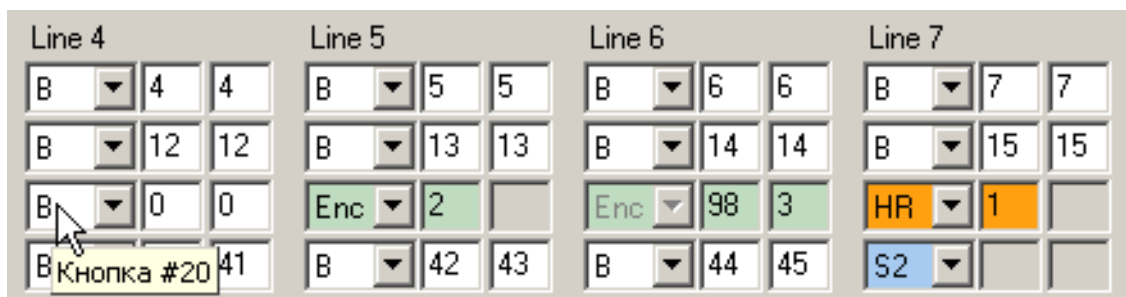 Line 4 Line 5 Line 6 Line 7
B 4 4 B 5 5 B 6 6 B 7 7
B 12 12 B 13 13 B 14 14 B 15 15
B 0 0 Enc 2 Enc 98 3 HR 1
B 41 B 42 43 B 44 45 S2
Кнопка #20